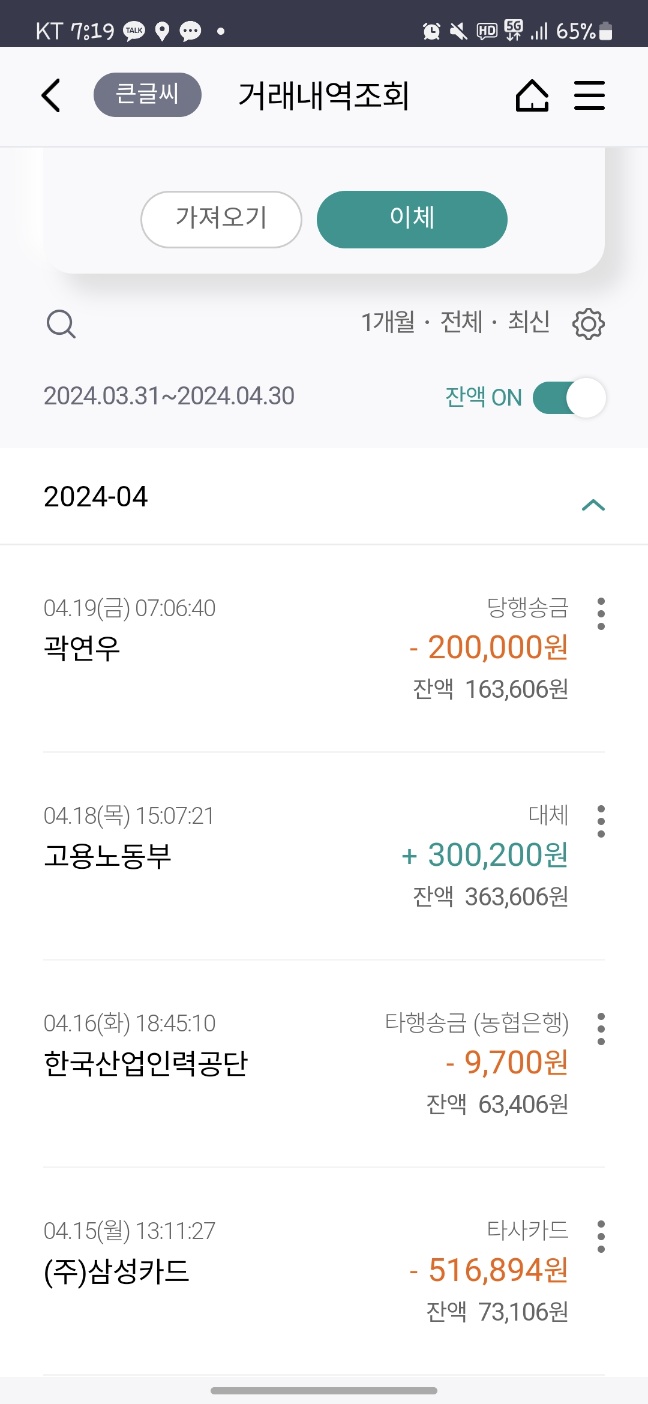 KT 7:19 TALK HD 5G 65%
큰글씨 거래내역조회
가져오기 이체
1개월 · 전체 · 최신
2024.03.31~2024.04.30 잔액 ON
2024-04
04.19(금) 07:06:40 당행송금
곽연우 - 200,000원
잔액 163,606원
04.18(목) 15:07:21 대체
고용노동부 + 300,200원
잔액 363,606원
04.16(화) 18:45:10 타행송금 (농협은행)
한국산업인력공단 - 9,700원
잔액 63,406원
04.15(월) 13:11:27 타사카드
(주)삼성카드 - 516,894원
잔액 73,106원